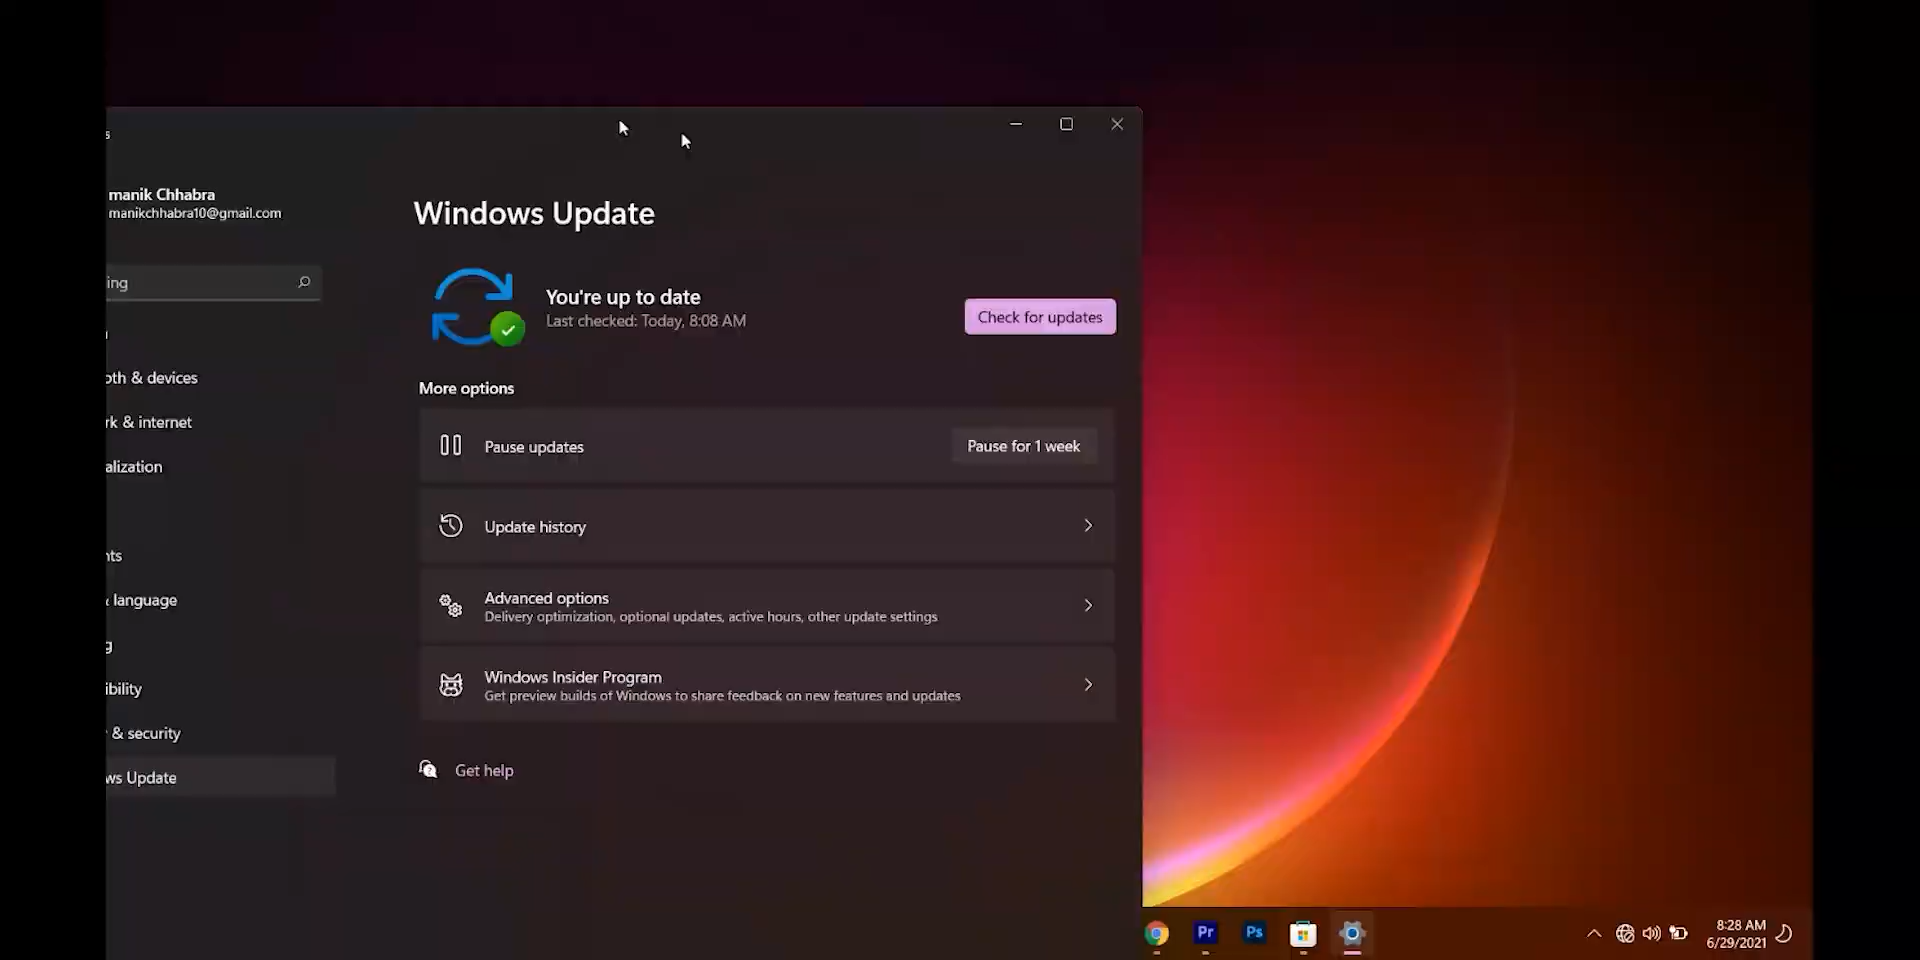 s
manik Chhabra
manikchhabra10@gmail.com
ing
oth & devices
rk & internet
alization
nts
& language
g
ibility
& security
ws Update
Windows Update
You're up to date
Last checked: Today, 8:08 AM
Check for updates
More options
Pause updates
Pause for 1 week
Update history
Advanced options
Delivery optimization, optional updates, active hours, other update settings
Windows Insider Program
Get preview builds of Windows to share feedback on new features and updates
Get help
Pr
Ps
8:28 AM
6/29/2021